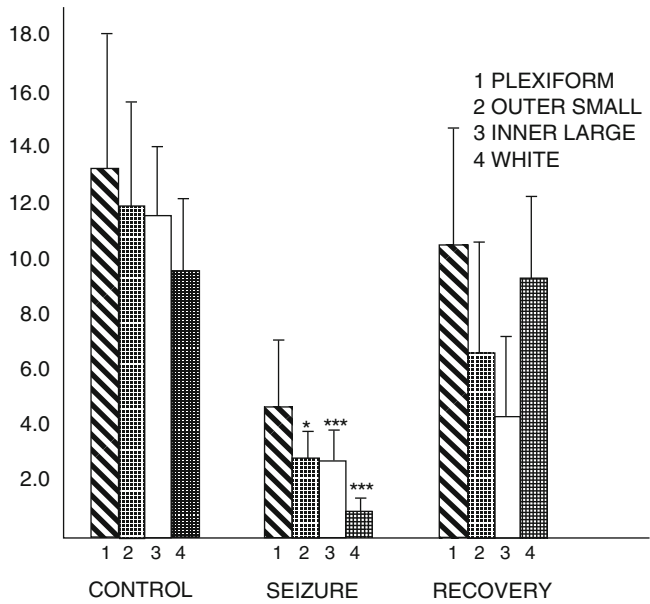 18.0
16.0
14.0
12.0
10.0
8.0
6.0
4.0
2.0
1 PLEXIFORM
2 OUTER SMALL
3 INNER LARGE
4 WHITE
* ***
***
1 2 3 4 1 2 3 4 1 2 3 4
CONTROL SEIZURE RECOVERY